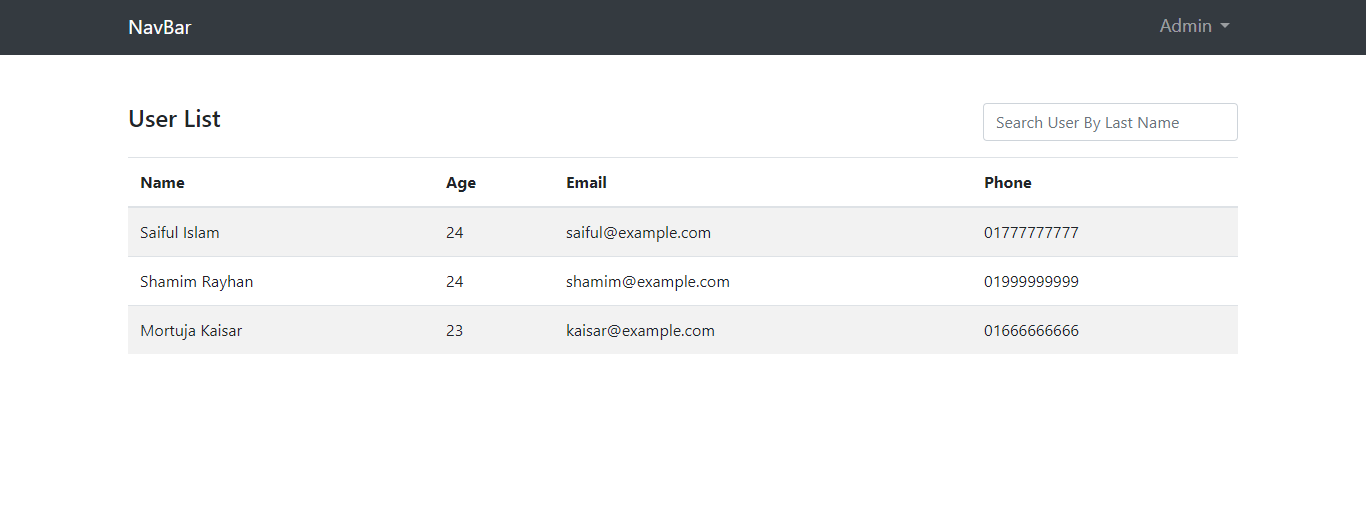 NavBar Admin
User List Search User By Last Name
Name Age Email Phone
Saiful Islam 24 saiful@example.com 01777777777
Shamim Rayhan 24 shamim@example.com 01999999999
Mortuja Kaisar 23 kaisar@example.com 01666666666